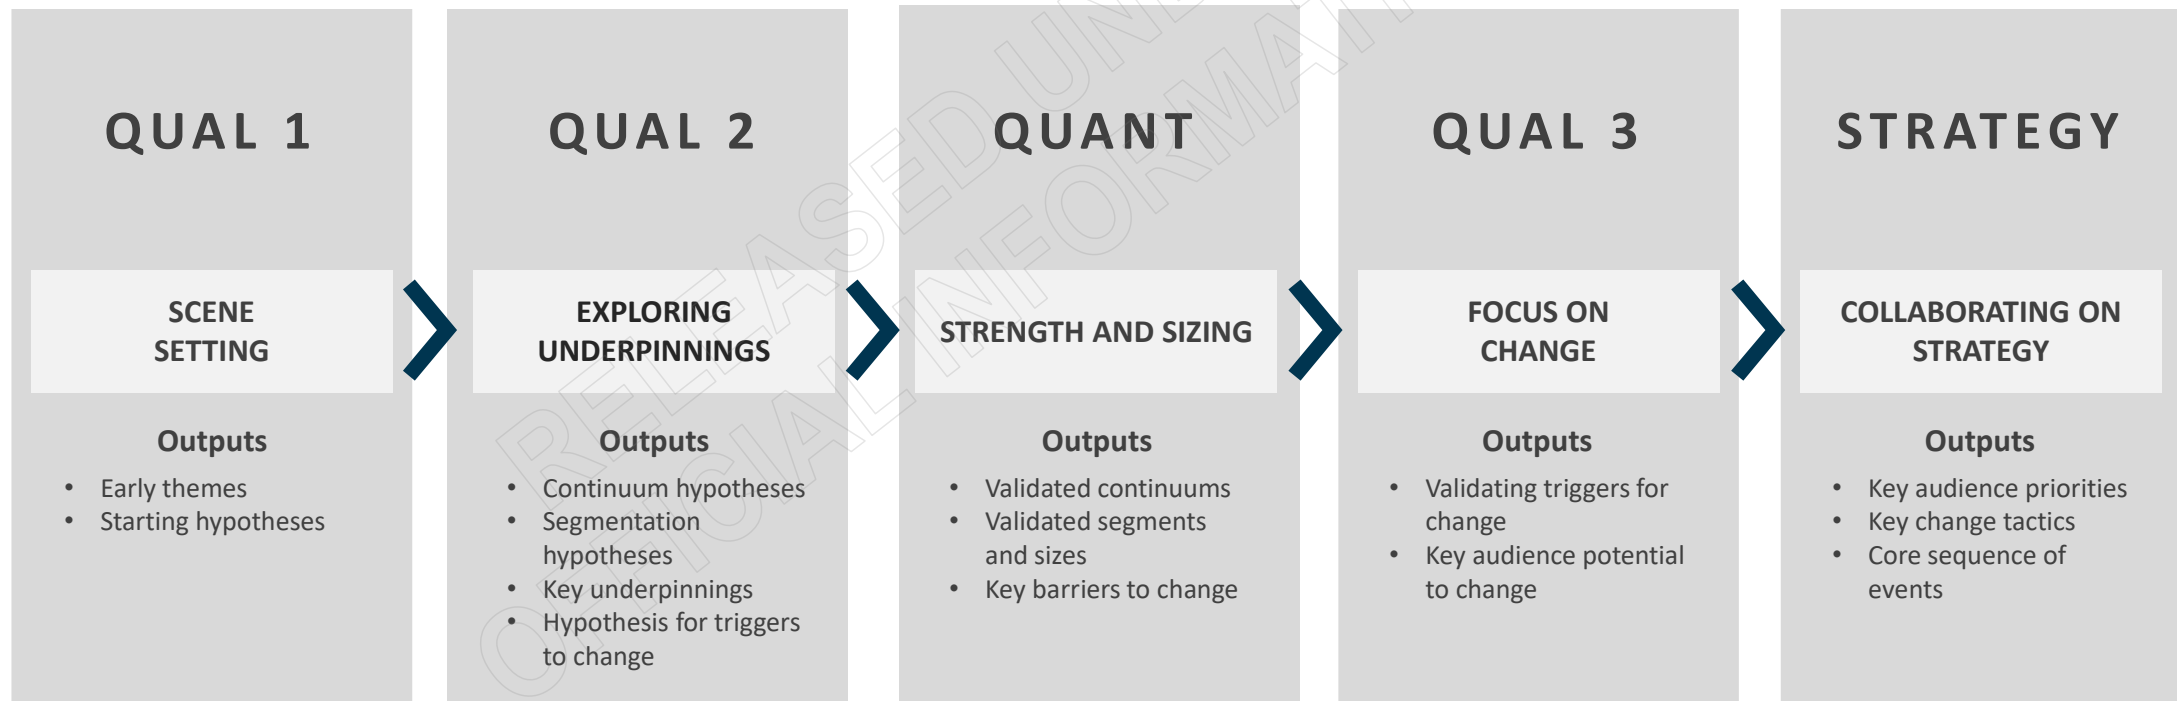 QUAL 1
SCENE
SETTING
Outputs
• Early themes
• Starting hypotheses
QUAL 2
EXPLORING
UNDERPINNINGS
Outputs
• Continuum hypotheses
• Segmentation
hypotheses
• Key underpinnings
• Hypothesis for triggers
to change
QUANT
STRENGTH AND SIZING
Outputs
• Validated continuums
• Validated segments
and sizes
• Key barriers to change
QUAL 3
FOCUS ON
CHANGE
Outputs
• Validating triggers for
change
• Key audience potential
to change
STRATEGY
COLLABORATING ON
STRATEGY
Outputs
• Key audience priorities
• Key change tactics
• Core sequence of
events
RELEASED
OFFICIAL